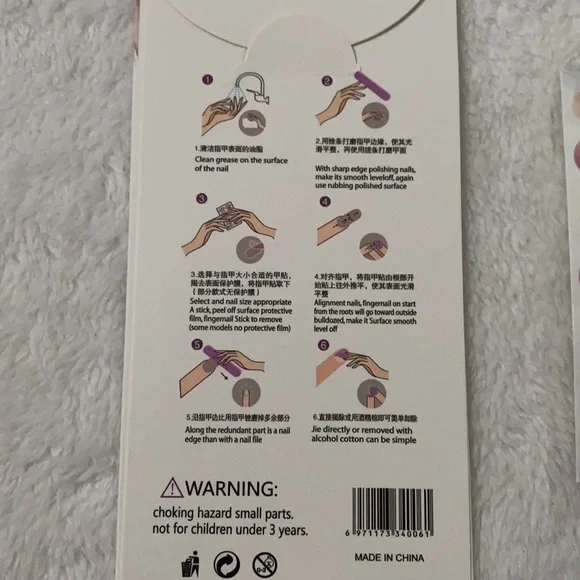 1
2
1.清洁指甲表面的油脂
Clean grease on the surface
of the nail
2.用搓条打磨指甲边缘，使其光
滑平整，再使用搓条打磨甲面
With sharp edge polishing nails,
make its smooth leveloff, again
use rubbing polished surface
3
4
3.选择与指甲大小合适的甲贴，
揭去表面保护膜，将指甲贴取下
（部分款式无保护膜）
Select and nail size appropriate
A stick, peel off surface protective
film, fingernail Stick to remove
(some models no protective film)
4.对齐指甲，将指甲贴由根部开
始贴上往外推平，使其表面光
滑平整
Alignment nails, fingernail on start
from the roots will go toward outside
bulldozed, make it Surface smooth
level off
5
6
5.沿指甲边比用指甲锉磨掉多余部分
Along the redundant part is a nail
edge than with a nail file
6.直接撕除或用酒精棉即可简单卸除
Jie directly or removed with
alcohol cotton can be simple
WARNING:
choking hazard small parts.
not for children under 3 years.
6 971173 340061
0-3
MADE IN CHINA